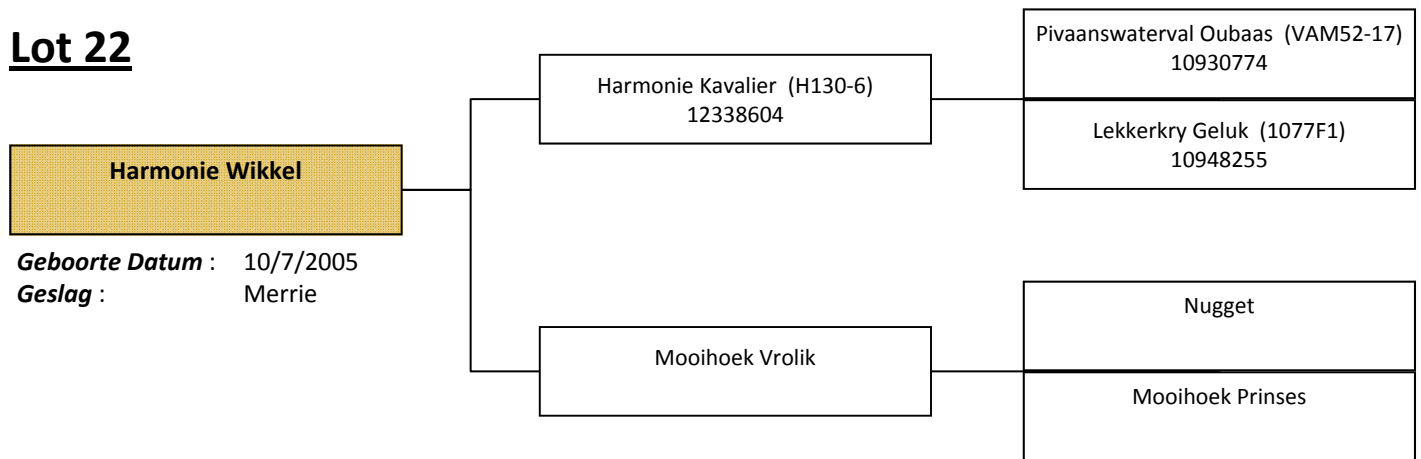 Lot 22
Pivaanswaterval Oubaas (VAM52-17)
10930774
Harmonie Kavalier (H130-6)
12338604
Lekkerkry Geluk (1077F1)
10948255
Harmonie Wikkel
Geboorte Datum : 10/7/2005
Geslag : Merrie
Nugget
Mooihoek Vrolik
Mooihoek Prinses